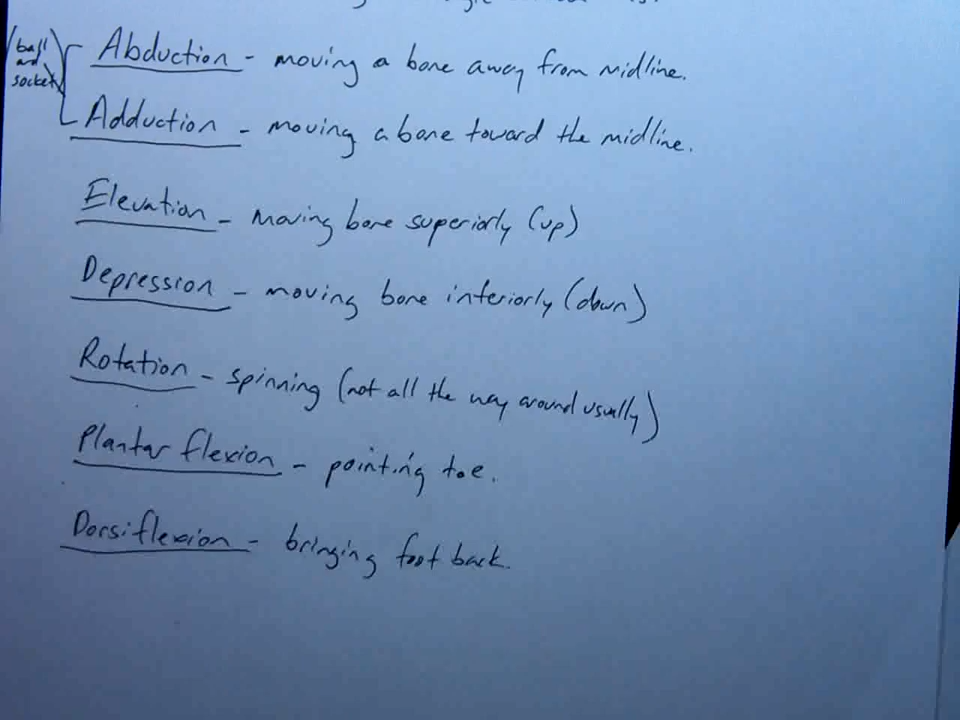 (ball and socket)
Abduction - moving a bone away from midline.
Adduction - moving a bone toward the midline.
Elevation - moving bone superiorly (up)
Depression - moving bone inferiorly (down)
Rotation - spinning (not all the way around usually)
Plantar flexion - pointing toe.
Dorsiflexion - bringing foot back.